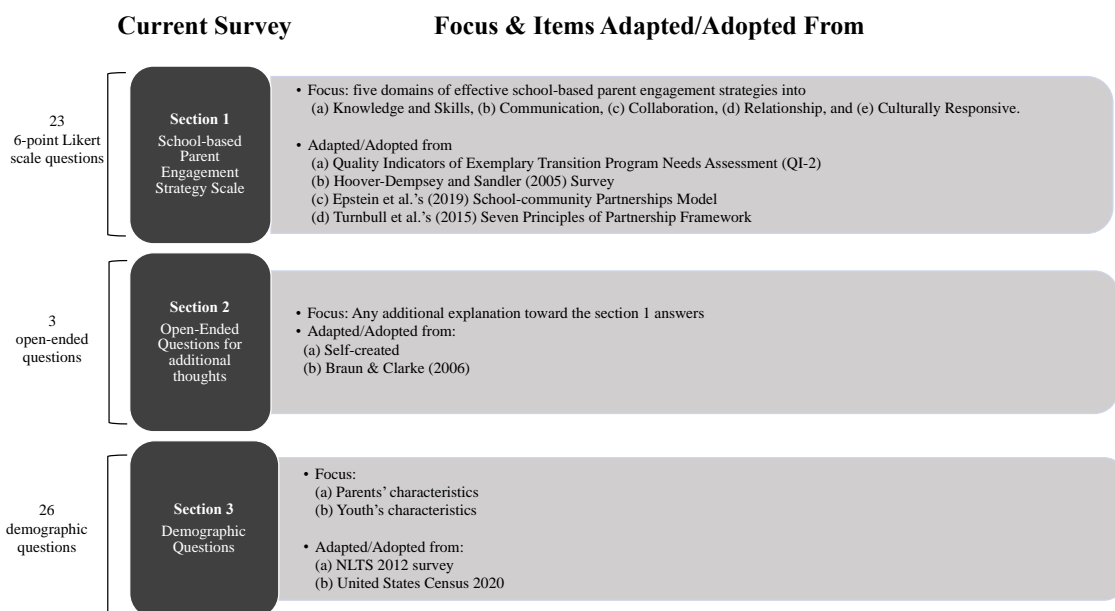 Current Survey
Focus & Items Adapted/Adopted From
23
6-point Likert
scale questions
Section 1
School-based
Parent
Engagement
Strategy Scale
• Focus: five domains of effective school-based parent engagement strategies into
(a) Knowledge and Skills, (b) Communication, (c) Collaboration, (d) Relationship, and (e) Culturally Responsive.
• Adapted/Adopted from
(a) Quality Indicators of Exemplary Transition Program Needs Assessment (QI-2)
(b) Hoover-Dempsey and Sandler (2005) Survey
(c) Epstein et al.’s (2019) School-community Partnerships Model
(d) Turnbull et al.’s (2015) Seven Principles of Partnership Framework
3
open-ended
questions
Section 2
Open-Ended
Questions for
additional
thoughts
• Focus: Any additional explanation toward the section 1 answers
• Adapted/Adopted from:
(a) Self-created
(b) Braun & Clarke (2006)
26
demographic
questions
Section 3
Demographic
Questions
• Focus:
(a) Parents’ characteristics
(b) Youth’s characteristics
• Adapted/Adopted from:
(a) NLTS 2012 survey
(b) United States Census 2020